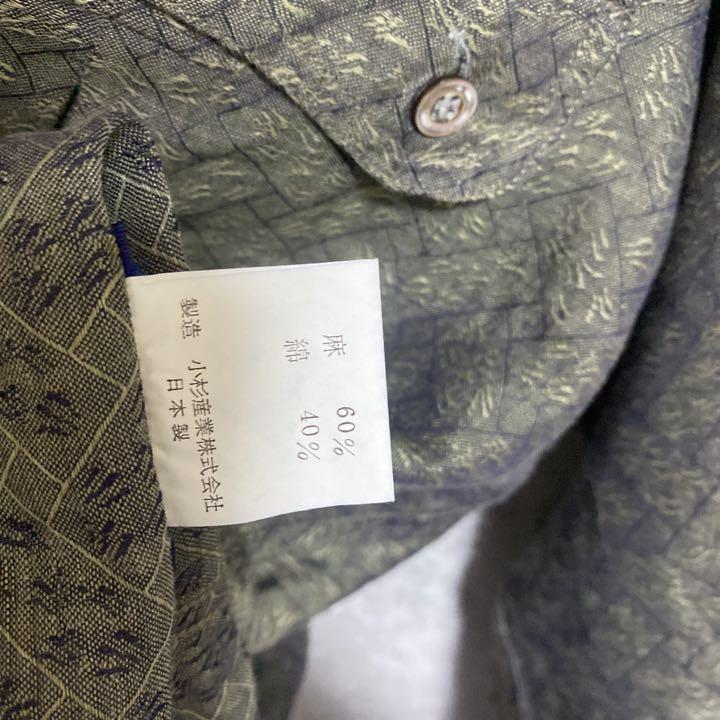 麻 60%
綿 40%
製造 小杉産業株式会社
日本製